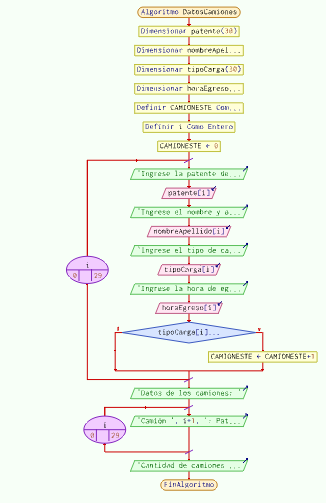 Algoritmo DatosCamiones
Dimensionar patente(30)
Dimensionar nombreApel...
Dimensionar tipoCarga(30)
Dimensionar horaEgreso...
Definir CAMIONESTE Com...
Definir i Como Entero
CAMIONESTE ← 0
i
0 29
'Ingrese la patente de ...
patente[i]
'Ingrese el nombre y a...
nombreApellido[i]
'Ingrese el tipo de ca...
tipoCarga[i]
'Ingrese la hora de eg...
horaEgreso[i]
tipoCarga[i]...
CAMIONESTE ← CAMIONESTE+1
'Datos de los camiones: '
i
0 29
'Camión ', i+1, ': Pat...
'Cantidad de camiones ...
FinAlgoritmo